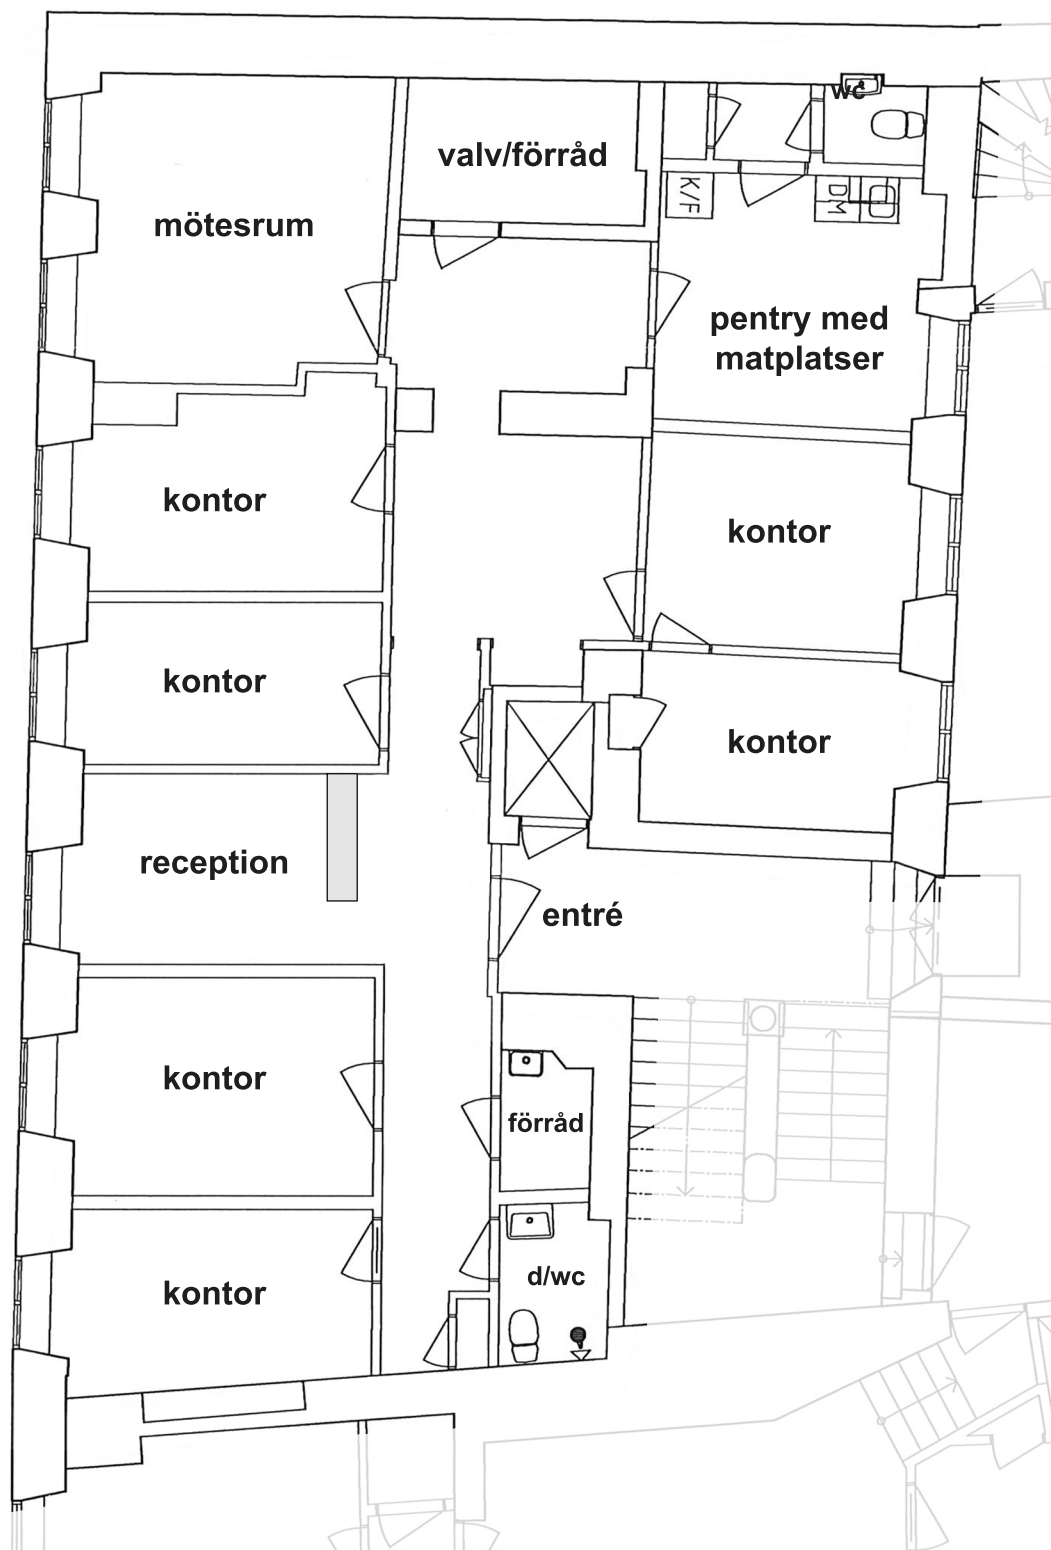 wc
valv/förråd
K/F
DM
mötesrum
pentry med
matplatser
kontor
kontor
kontor
kontor
reception
entré
kontor
förråd
d/wc
kontor